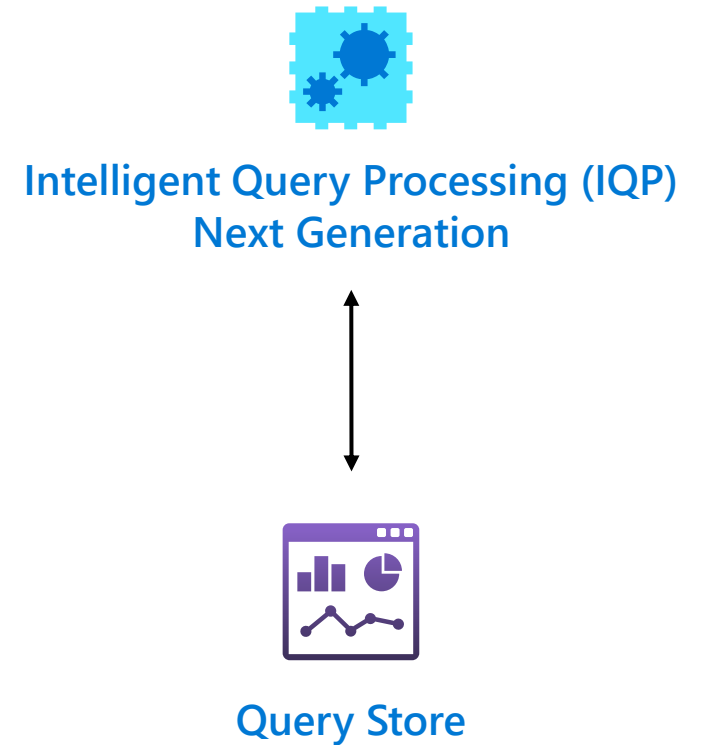 Intelligent Query Processing (IQP)
Next Generation
Query Store